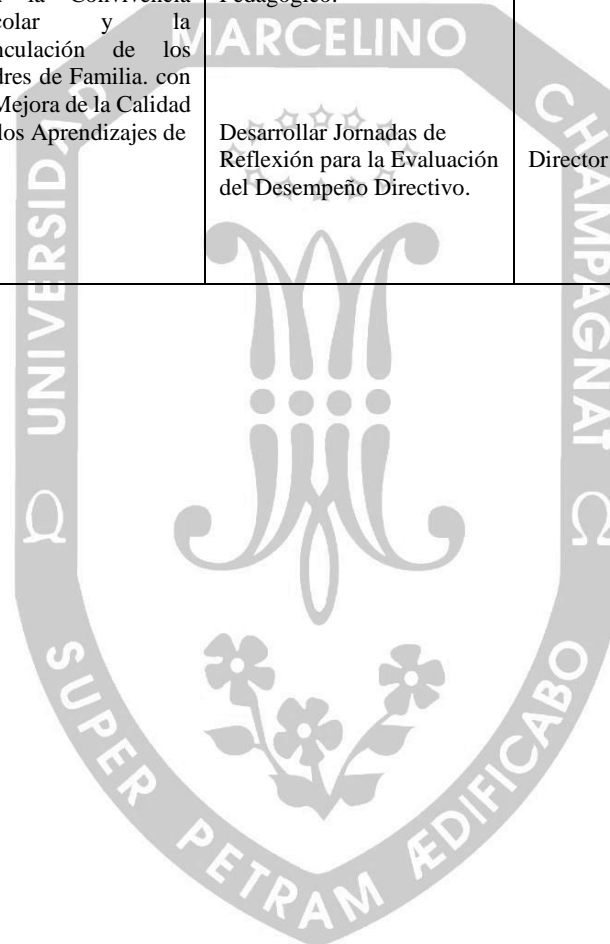 la Convivencia
colar y la
nculación de los
dres de Familia. con
Mejora de la Calidad
los Aprendizajes de
Pedagógico.
Desarrollar Jornadas de
Reflexión para la Evaluación
del Desempeño Directivo.
Director
UNIVERSIDAD MARCELINO CHAMPAGNAT
SUPER PETRAM ÆDIFICABO